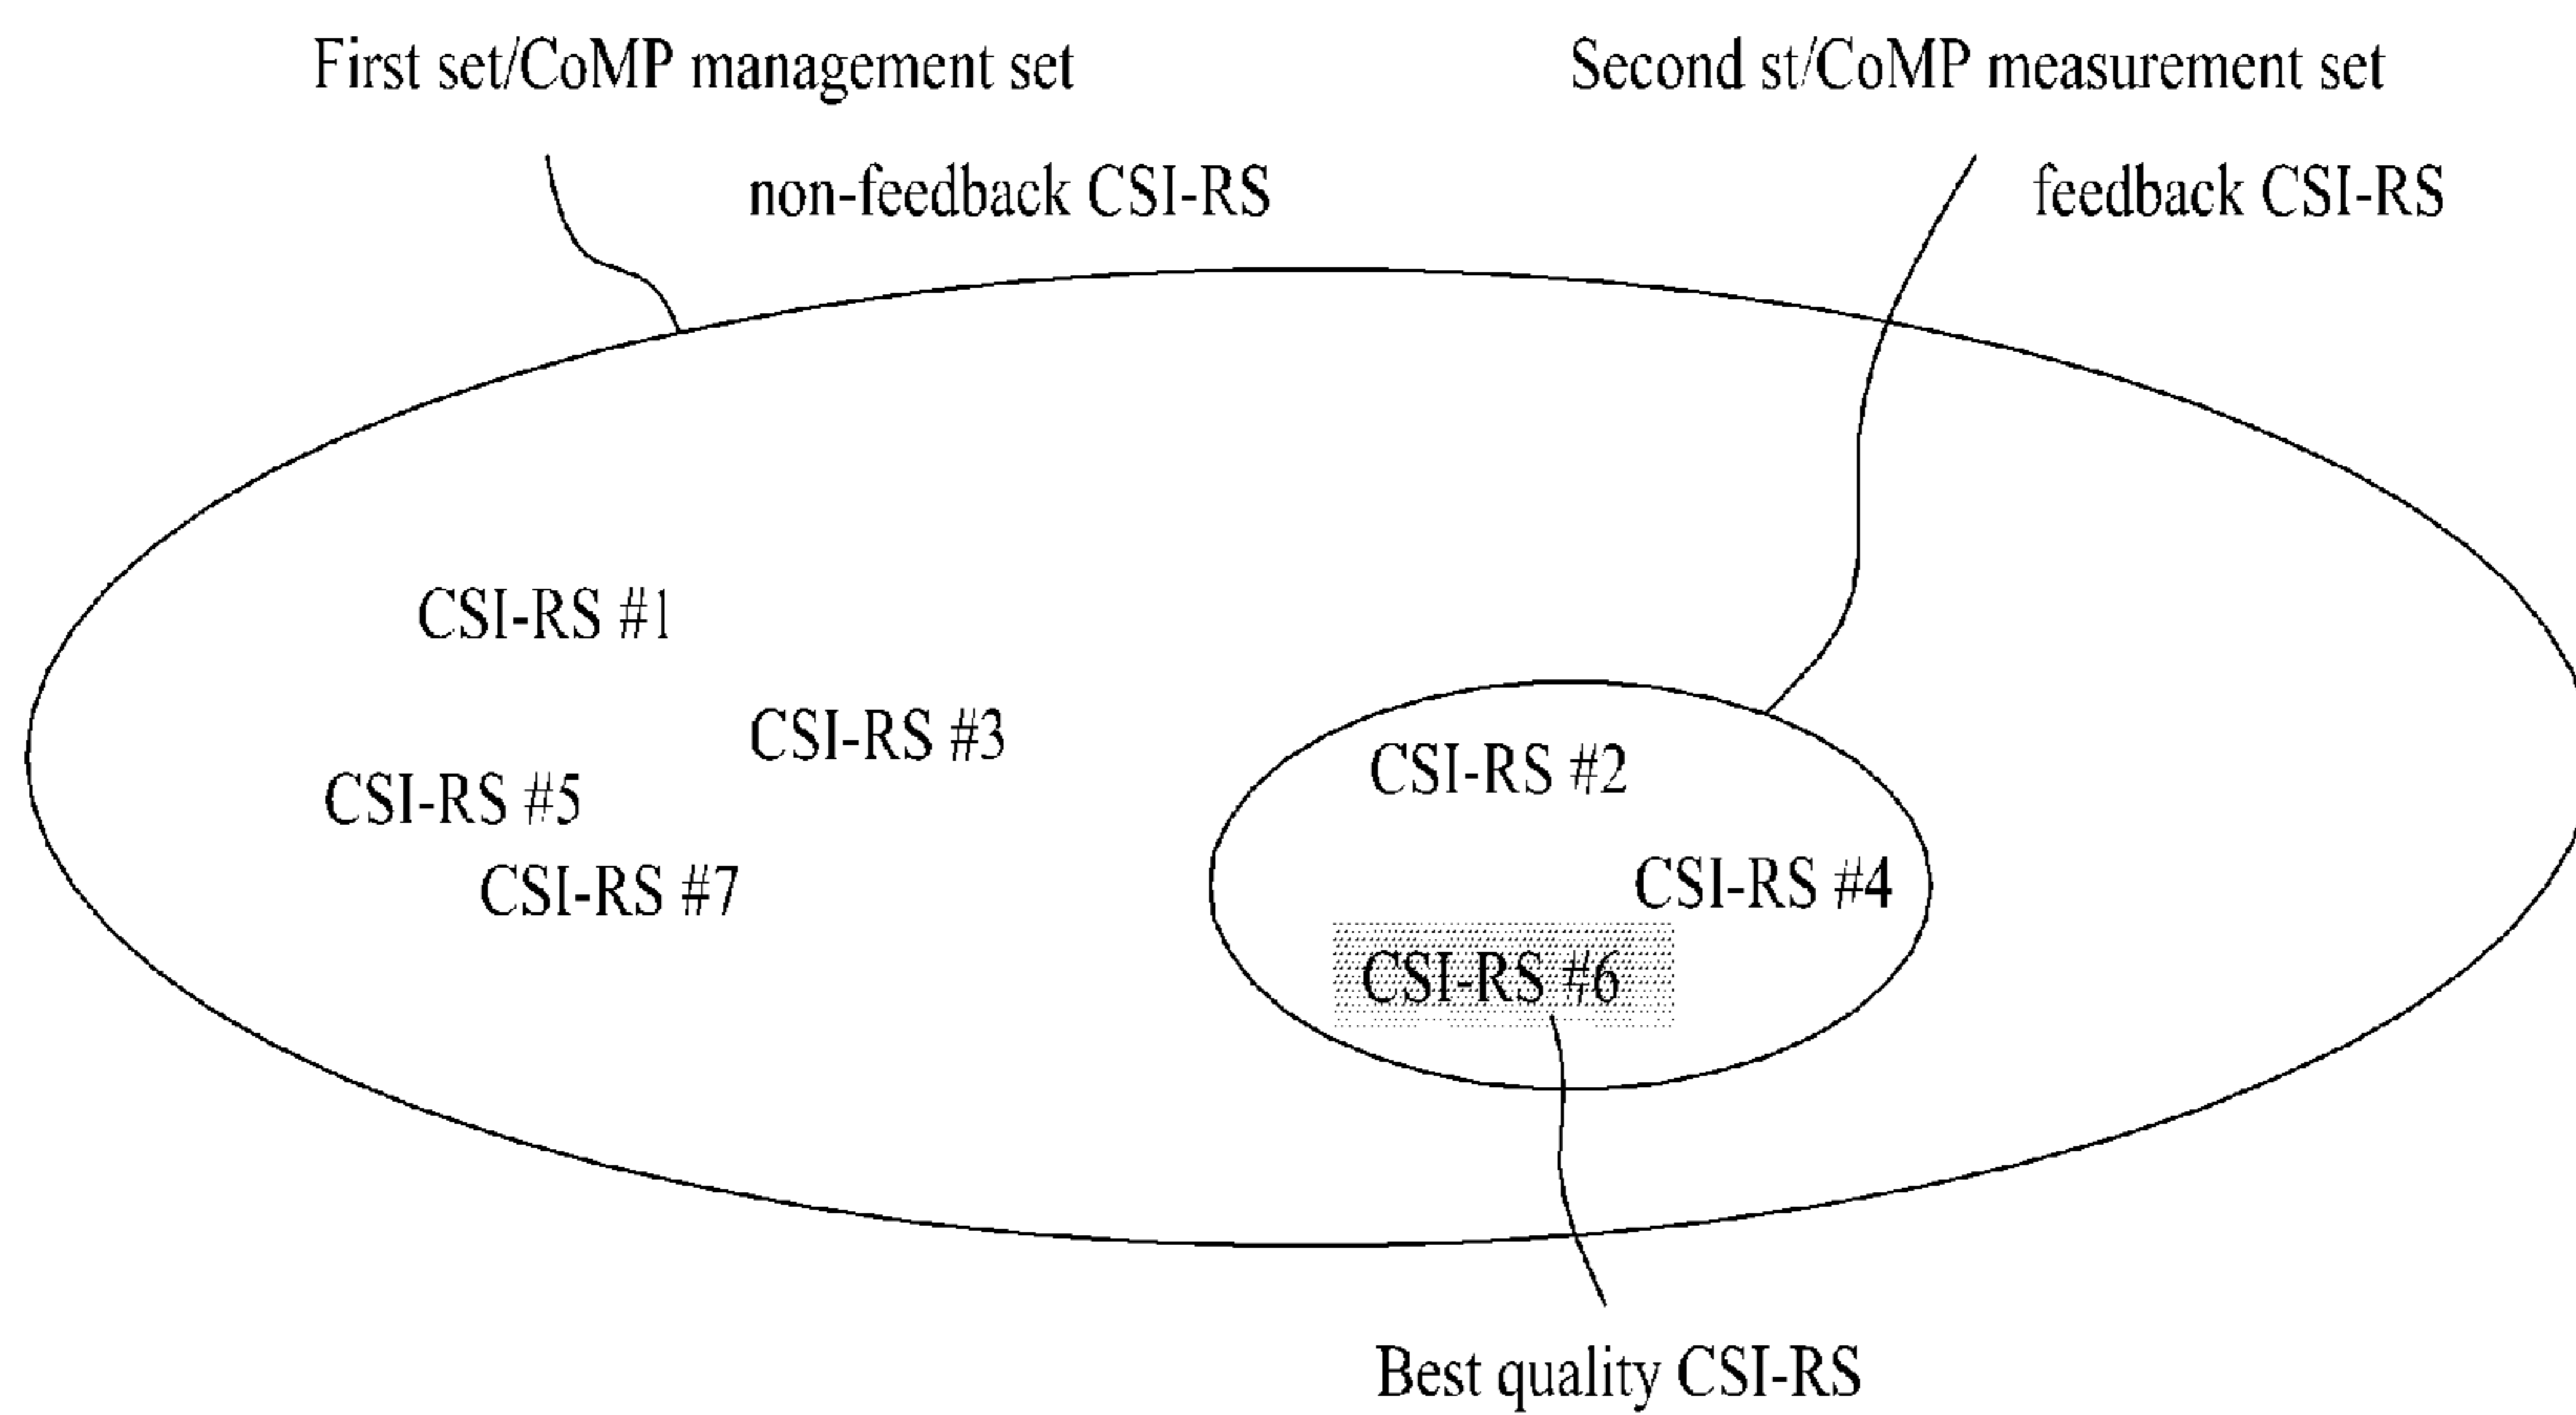 First set/CoMP management set
Second st/CoMP measurement set
non-feedback CSI-RS
feedback CSI-RS
CSI-RS #1
CSI-RS #3
CSI-RS #2
CSI-RS #5
CSI-RS #4
CSI-RS #7
CSI-RS #6
Best quality CSI-RS